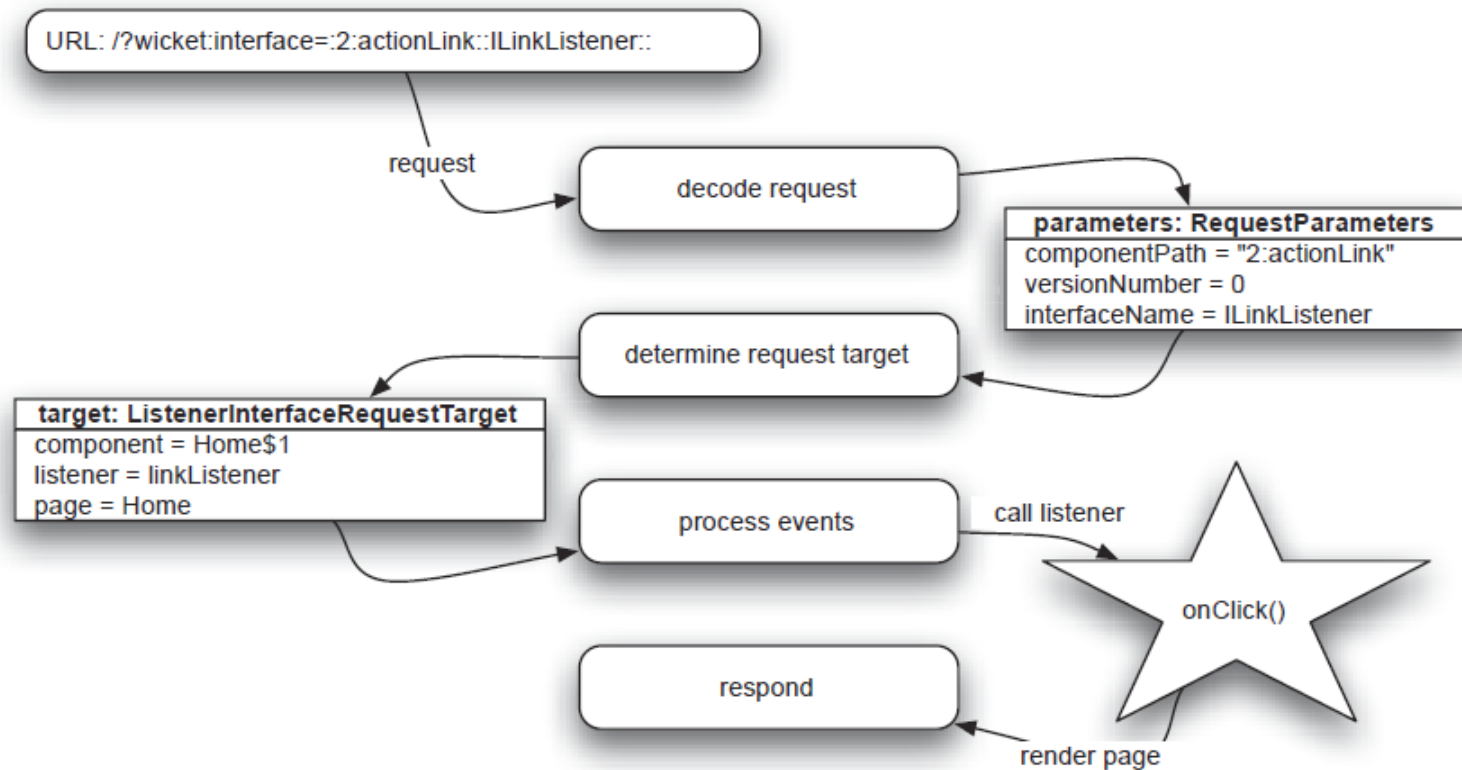 URL: /?wicket:interface=:2:actionLink::ILinkListener::
request
decode request
parameters: RequestParameters
componentPath = "2:actionLink"
versionNumber = 0
interfaceName = ILinkListener
determine request target
target: ListenerInterfaceRequestTarget
component = Home$1
listener = linkListener
page = Home
process events
call listener
onClick()
respond
render page